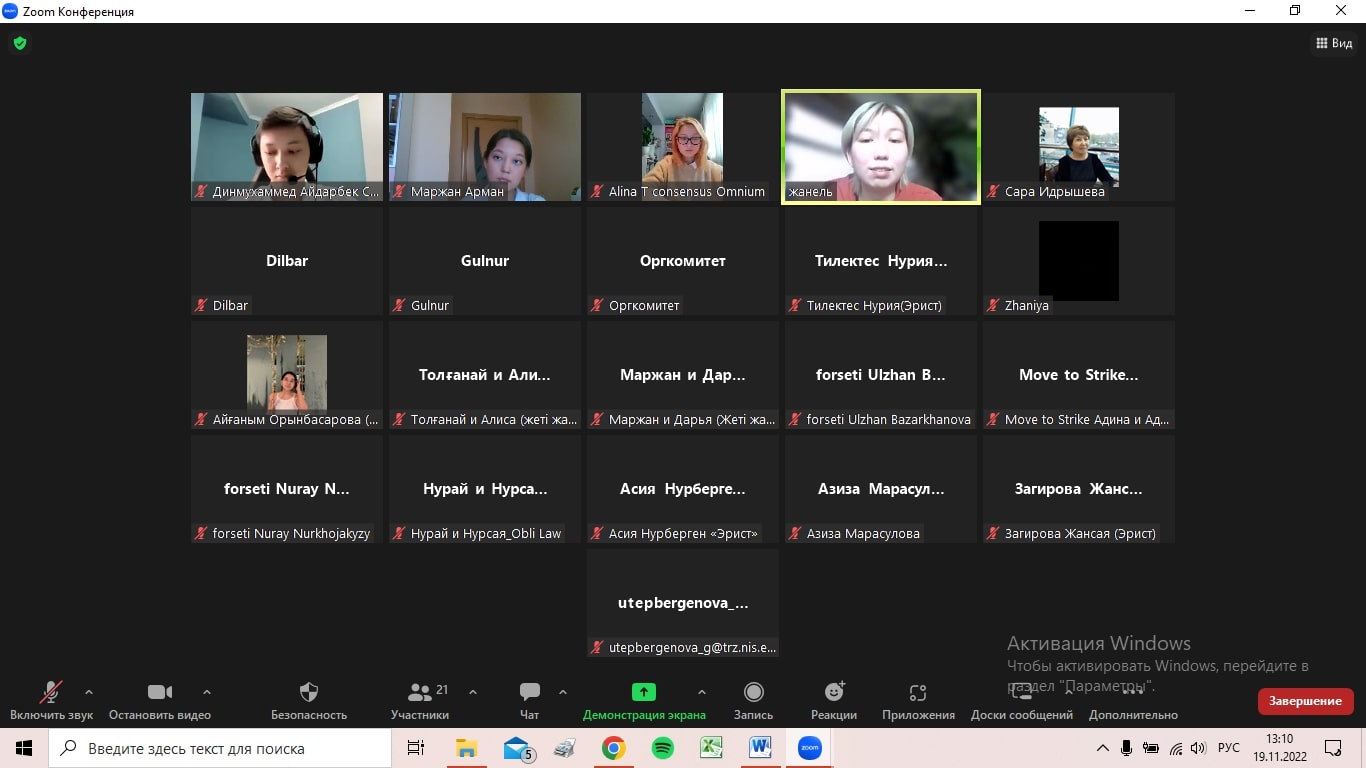 zoom Zoom Конференция
Вид
Динмухаммед Айдарбек С...
Маржан Арман
Alina T consensus Omnium
жанель
Сара Идрышева
Dilbar
Gulnur
Оргкомитет
Тилектес Нурия...
Dilbar
Gulnur
Оргкомитет
Тилектес Нурия(Эрист)
Zhaniya
Толғанай и Али...
Маржан и Дар...
forseti Ulzhan B...
Move to Strike...
Айғаным Орынбасарова (...
Толғанай и Алиса (жеті жа...
Маржан и Дарья (Жеті жа...
forseti Ulzhan Bazarkhanova
Move to Strike Адина и Ад...
forseti Nuray N...
Нурай и Нурса...
Асия Нурберге...
Азиза Марасул...
Загирова Жанс...
forseti Nuray Nurkhojakyzy
Нурай и Нурсая_Obli Law
Асия Нурберген «Эрист»
Азиза Марасулова
Загирова Жансая (Эрист)
utepbergenova_...
utepbergenova_g@trz.nis.e...
Активация Windows
Чтобы активировать Windows, перейдите в
раздел "Параметры".
21
Включить звук
Остановить видео
Безопасность
Участники
Чат
Демонстрация экрана
Запись
Реакции
Приложения
Доски сообщений
Дополнительно
Завершение
Введите здесь текст для поиска
5
zoom
РУС
13:10
19.11.2022